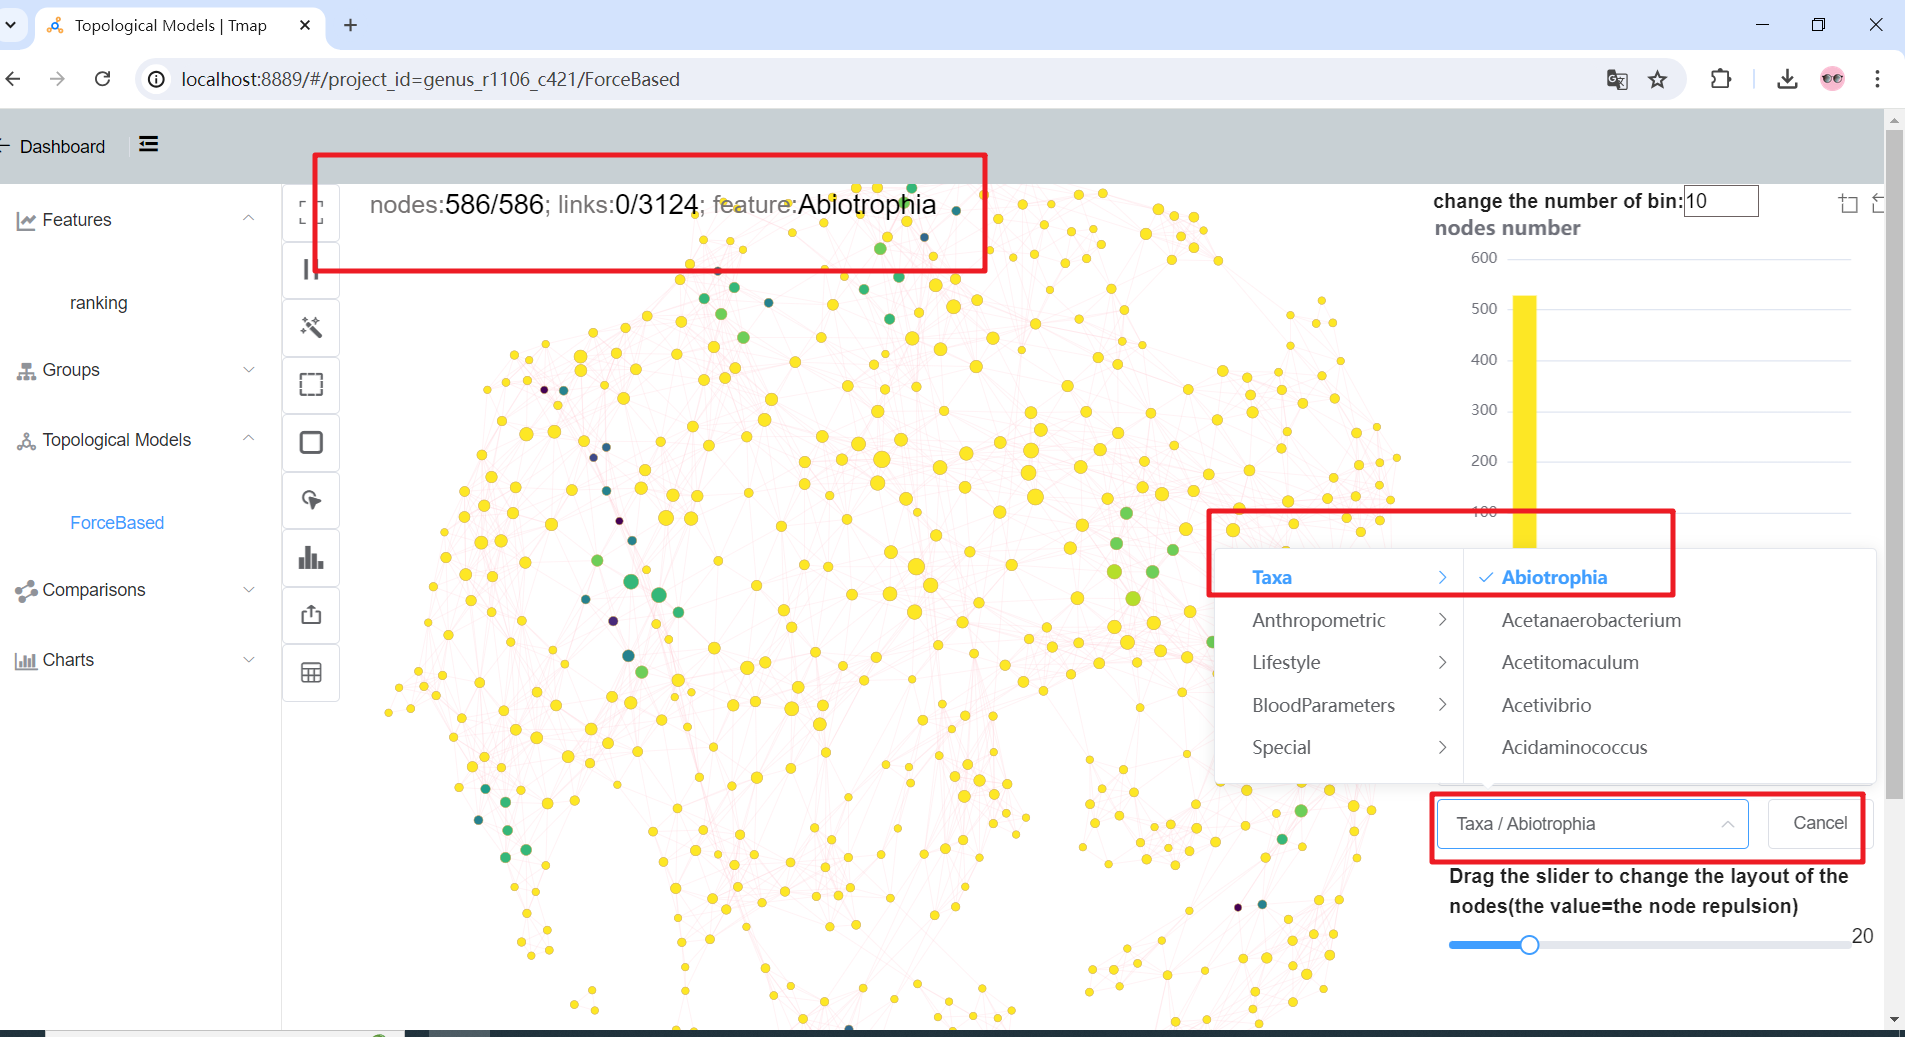 Topological Models | Tmap
localhost:8889/#/project_id=genus_r1106_c421/ForceBased
Dashboard
Features
ranking
Groups
Topological Models
ForceBased
Comparisons
Charts
nodes:586/586; links:0/3124; feature:Abiotrophia
change the number of bin:10
nodes number
600
500
400
300
200
100
Taxa
Anthropometric
Lifestyle
BloodParameters
Special
Abiotrophia
Acetanaerobacterium
Acetitomaculum
Acetivibrio
Acidaminococcus
Taxa / Abiotrophia
Cancel
Drag the slider to change the layout of the
nodes(the value=the node repulsion)
20